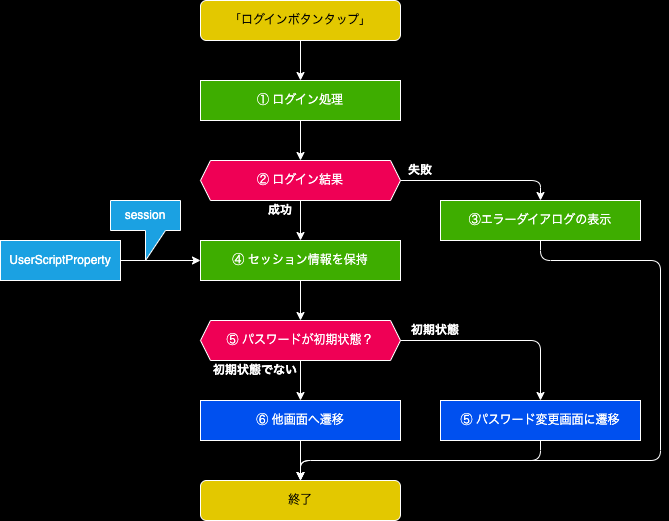 「ログインボタンタップ」
① ログイン処理
② ログイン結果
失敗
成功
session
③エラーダイアログの表示
UserScriptProperty
④ セッション情報を保持
⑤ パスワードが初期状態？
初期状態
初期状態でない
⑥ 他画面へ遷移
⑤ パスワード変更画面に遷移
終了